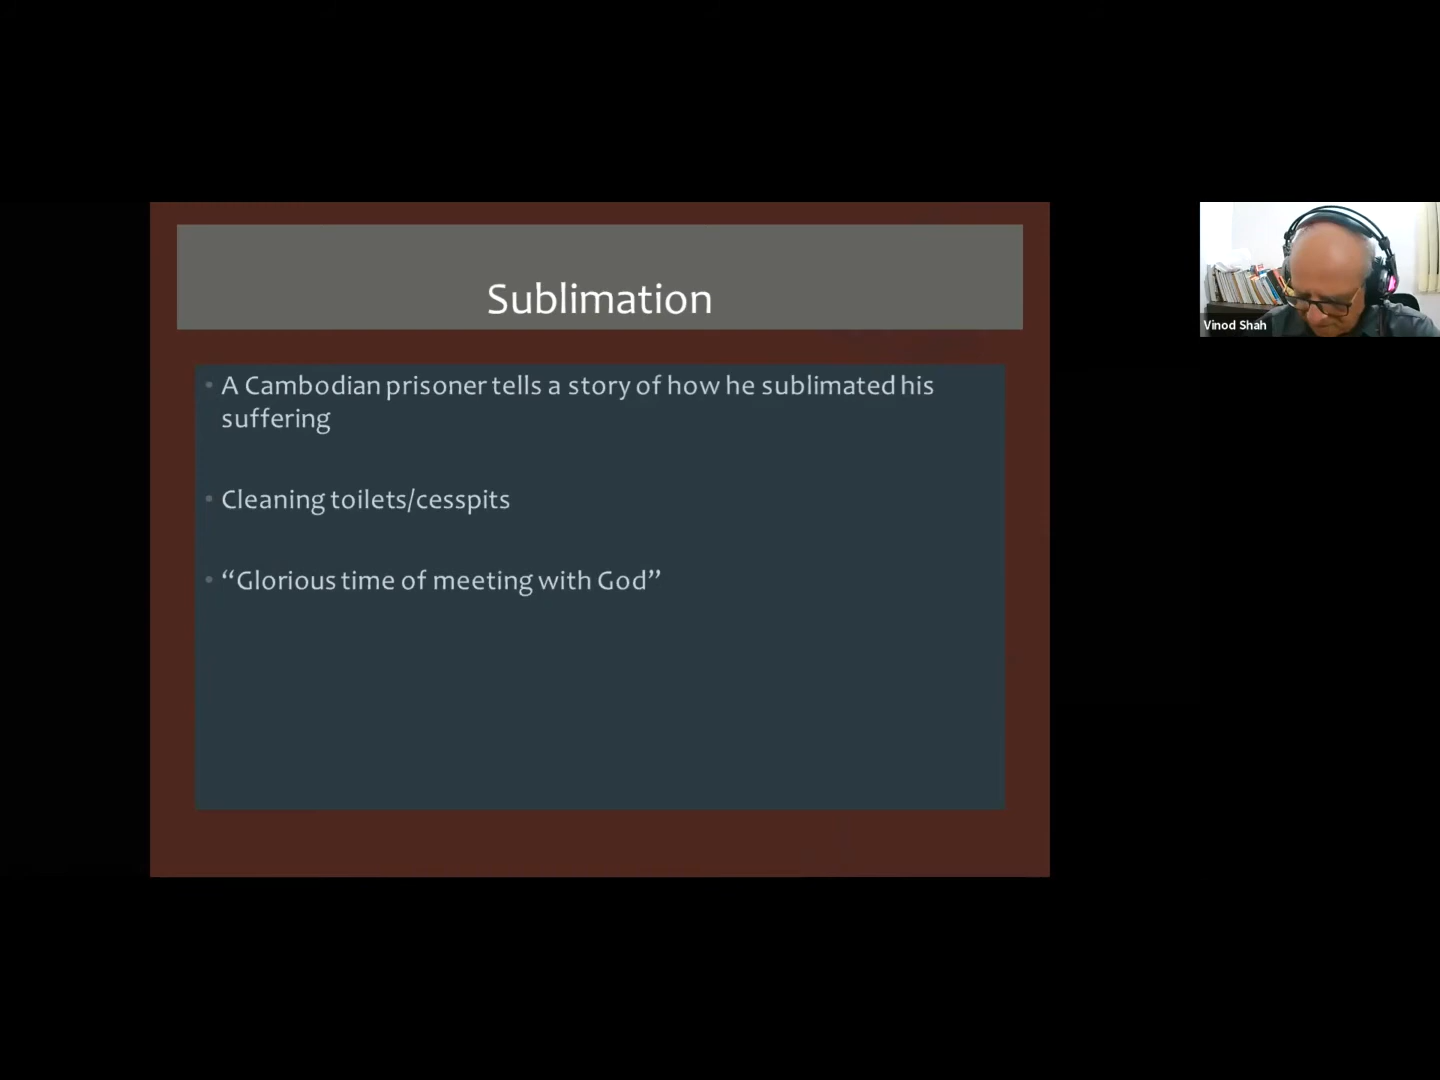 Sublimation
• A Cambodian prisoner tells a story of how he sublimated his
suffering
• Cleaning toilets/cesspits
• “Glorious time of meeting with God”
Vinod Shah